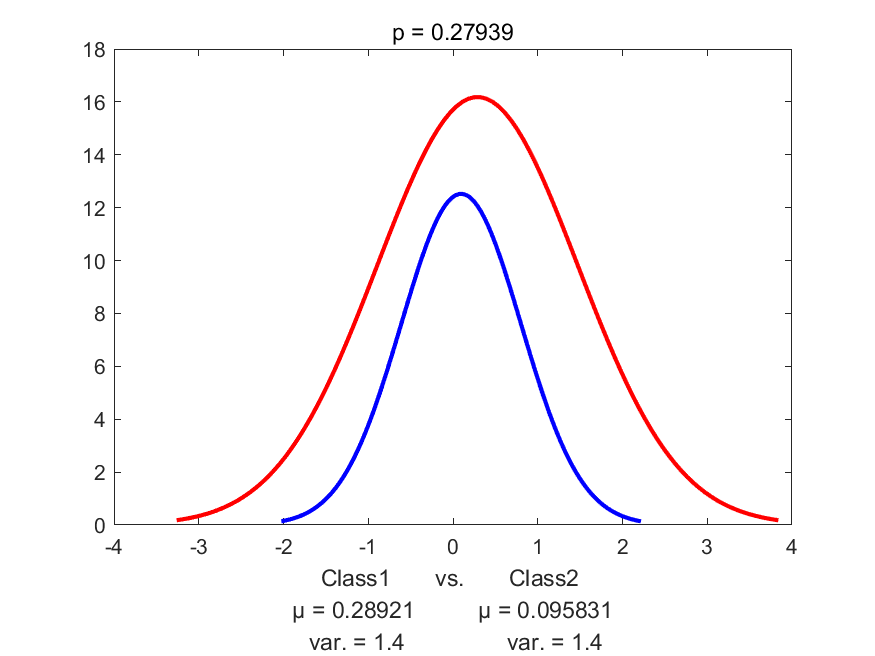 p = 0.27939
18
16
14
12
10
8
6
4
2
0
-4 -3 -2 -1 0 1 2 3 4
Class1 vs. Class2
μ = 0.28921 μ = 0.095831
var. = 1.4 var. = 1.4